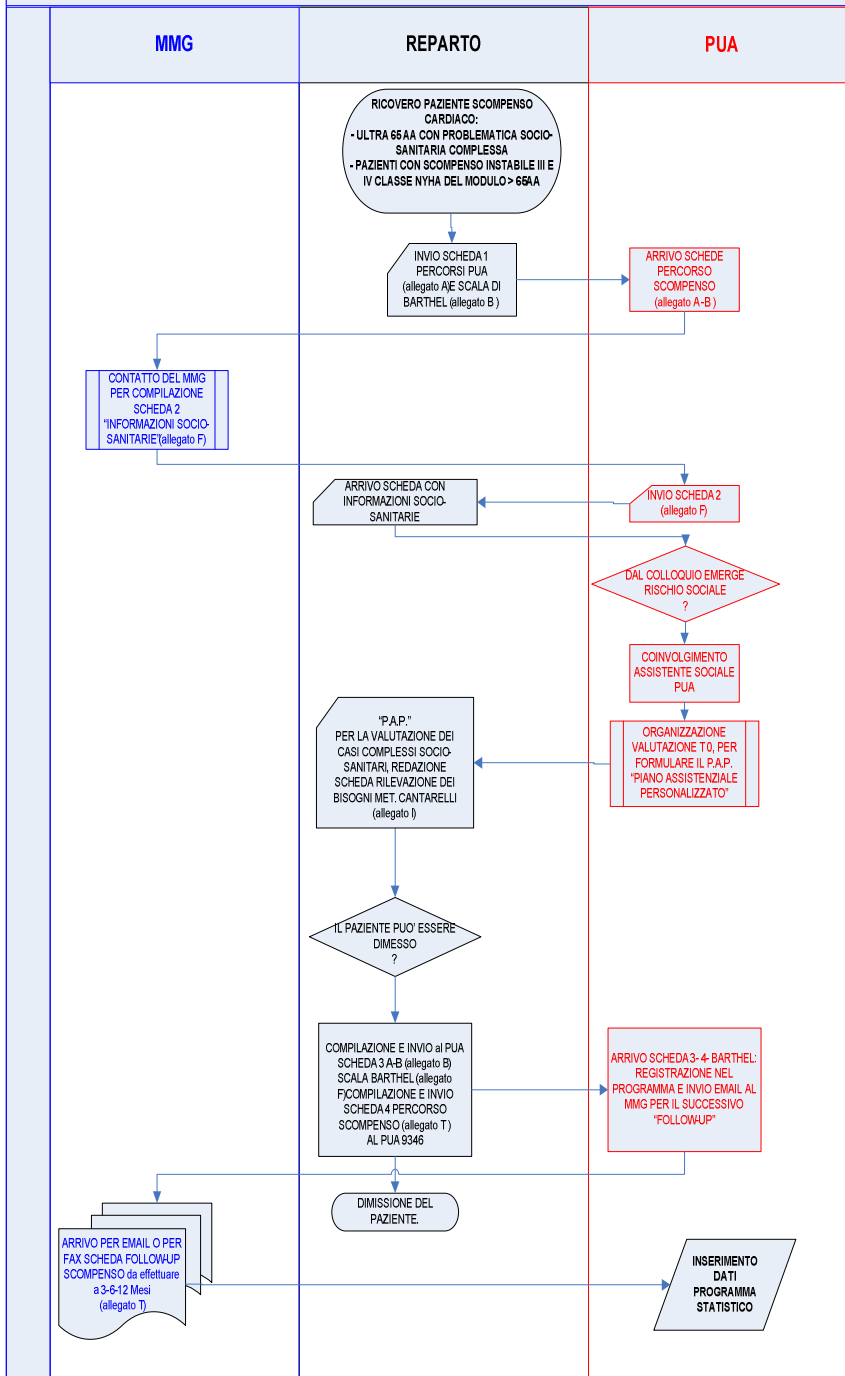 MMG
REPARTO
PUA
RICOVERO PAZIENTE SCOMPENSO
CARDIACO:
- ULTRA 65 AA CON PROBLEMATICA SOCIO-
SANITARIA COMPLESSA
- PAZIENTI CON SCOMPENSO INSTABILE III E
IV CLASSE NYHA DEL MODULO > 65AA
INVIO SCHEDA 1
PERCORSI PUA
(allegato A)E SCALA DI
BARTHEL (allegato B )
ARRIVO SCHEDE
PERCORSO
SCOMPENSO
(allegato A-B )
CONTATTO DEL MMG
PER COMPILAZIONE
SCHEDA 2
“INFORMAZIONI SOCIO-
SANITARIE”(allegato F)
ARRIVO SCHEDA CON
INFORMAZIONI SOCIO-
SANITARIE
INVIO SCHEDA 2
(allegato F)
DAL COLLOQUIO EMERGE
RISCHIO SOCIALE
?
COINVOLGIMENTO
ASSISTENTE SOCIALE
PUA
“P.A.P.”
PER LA VALUTAZIONE DEI
CASI COMPLESSI SOCIO-
SANITARI, REDAZIONE
SCHEDA RILEVAZIONE DEI
BISOGNI MET. CANTARELLI
(allegato I)
ORGANIZZAZIONE
VALUTAZIONE T0, PER
FORMULARE IL P.A.P.
“PIANO ASSISTENZIALE
PERSONALIZZATO”
IL PAZIENTE PUO’ ESSERE
DIMESSO
?
COMPILAZIONE E INVIO al PUA
SCHEDA 3 A-B (allegato B)
SCALA BARTHEL (allegato
F)COMPILAZIONE E INVIO
SCHEDA 4 PERCORSO
SCOMPENSO (allegato T )
AL PUA 9346
ARRIVO SCHEDA 3- 4- BARTHEL:
REGISTRAZIONE NEL
PROGRAMMA E INVIO EMAIL AL
MMG PER IL SUCCESSIVO
“FOLLOW-UP”
DIMISSIONE DEL
PAZIENTE.
ARRIVO PER EMAIL O PER
FAX SCHEDA FOLLOW-UP
SCOMPENSO da effettuare
a 3-6-12 Mesi
(allegato T)
INSERIMENTO
DATI
PROGRAMMA
STATISTICO